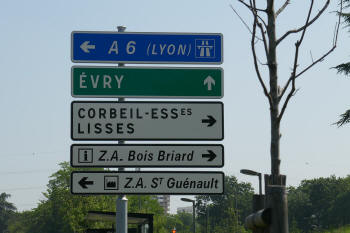 A 6 (LYON)
ÉVRY
CORBEIL-ESSES
LISSES
i Z.A. Bois Briard
Z.A. ST Guénault